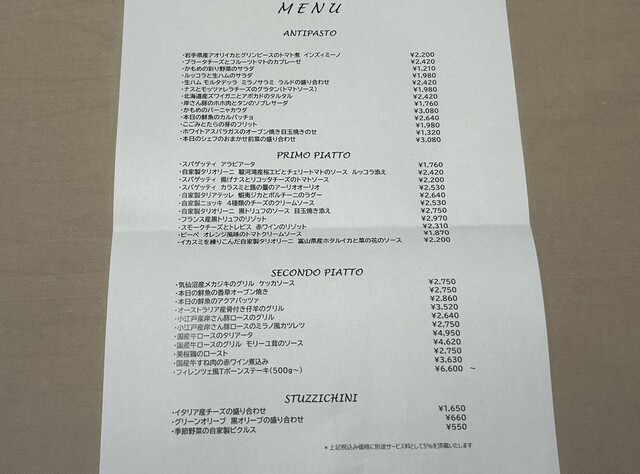 MENU
ANTIPASTO
・岩手県産アオリイカとグリンピースのトマト煮 インズィミーノ ¥2,200
・ブラータチーズとフルーツトマトのカプレーゼ ¥2,420
・かもめの彩り野菜のサラダ ¥1,210
・ルッコラと生ハムのサラダ ¥1,980
・生ハム モルタデッラ ミラノサラミ ラルドの盛り合わせ ¥2,420
・ナスとモッツァレラチーズのグラタン(トマトソース) ¥1,980
・北海道産ズワイガニとアボカドのタルタル ¥2,420
・岸さん豚のホホ肉とタンのソプレサータ ¥1,760
・かもめのバーニャカウダ ¥3,080
・本日の鮮魚のカルパッチョ ¥2,640
・こごみとたらの芽のフリット ¥1,980
・ホワイトアスパラガスのオーブン焼き目玉焼きのせ ¥1,320
・本日のシェフのおまかせ前菜の盛り合わせ ¥3,080
PRIMO PIATTO
・スパゲッティ アラビアータ ¥1,760
・自家製タリオリーニ 駿河湾産桜エビとチェリートマトのソース ルッコラ添え ¥2,420
・スパゲッティ 揚げナスとリコッタチーズのトマトソース ¥2,200
・スパゲッティ カラスミと蕗の薹のアーリオオーリオ ¥2,530
・自家製タリアテッレ 蝦夷ジカとポルチーニのラグー ¥2,640
・自家製ニョッキ 4種類のチーズのクリームソース ¥2,530
・自家製タリオリーニ 黒トリュフのソース 目玉焼き添え ¥2,750
・フランス産黒トリュフのリゾット ¥2,970
・スモークチーズとトレビス 赤ワインのリゾット ¥2,310
・ピーペ オレンジ風味のトマトクリームソース ¥1,870
・イカスミを練りこんだ自家製タリオリーニ 富山県産ホタルイカと菜の花のソース ¥2,200
SECONDO PIATTO
・気仙沼産メカジキのグリル ケッカソース ¥2,750
・本日の鮮魚の香草オーブン焼き ¥2,750
・本日の鮮魚のアクアパッツァ ¥2,860
・オーストラリア産骨付き仔羊のグリル ¥3,520
・小江戸産岸さん豚ロースのグリル ¥2,640
・小江戸産岸さん豚ロースのミラノ風カツレツ ¥2,750
・国産牛ロースのタリアータ ¥4,950
・国産牛ロースのグリル モリーユ茸のソース ¥4,620
・美桜鶏のロースト ¥2,750
・国産牛すね肉の赤ワイン煮込み ¥3,630
・フィレンツェ風Tボーンステーキ(500g〜) ¥6,600 ～
STUZZICHINI
・イタリア産チーズの盛り合わせ ¥1,650
・グリーンオリーブ 黒オリーブの盛り合わせ ¥660
・季節野菜の自家製ピクルス ¥550
＊上記税込み価格に別途サービス料として5%を頂戴いたします